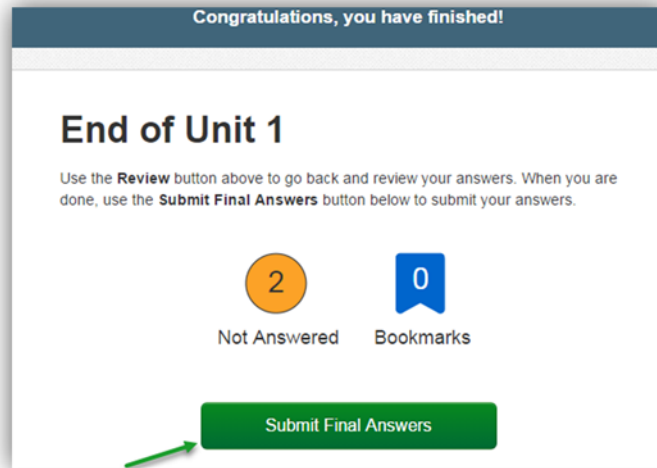 Congratulations, you have finished!
End of Unit 1
Use the Review button above to go back and review your answers. When you are
done, use the Submit Final Answers button below to submit your answers.
2
0
Not Answered
Bookmarks
Submit Final Answers